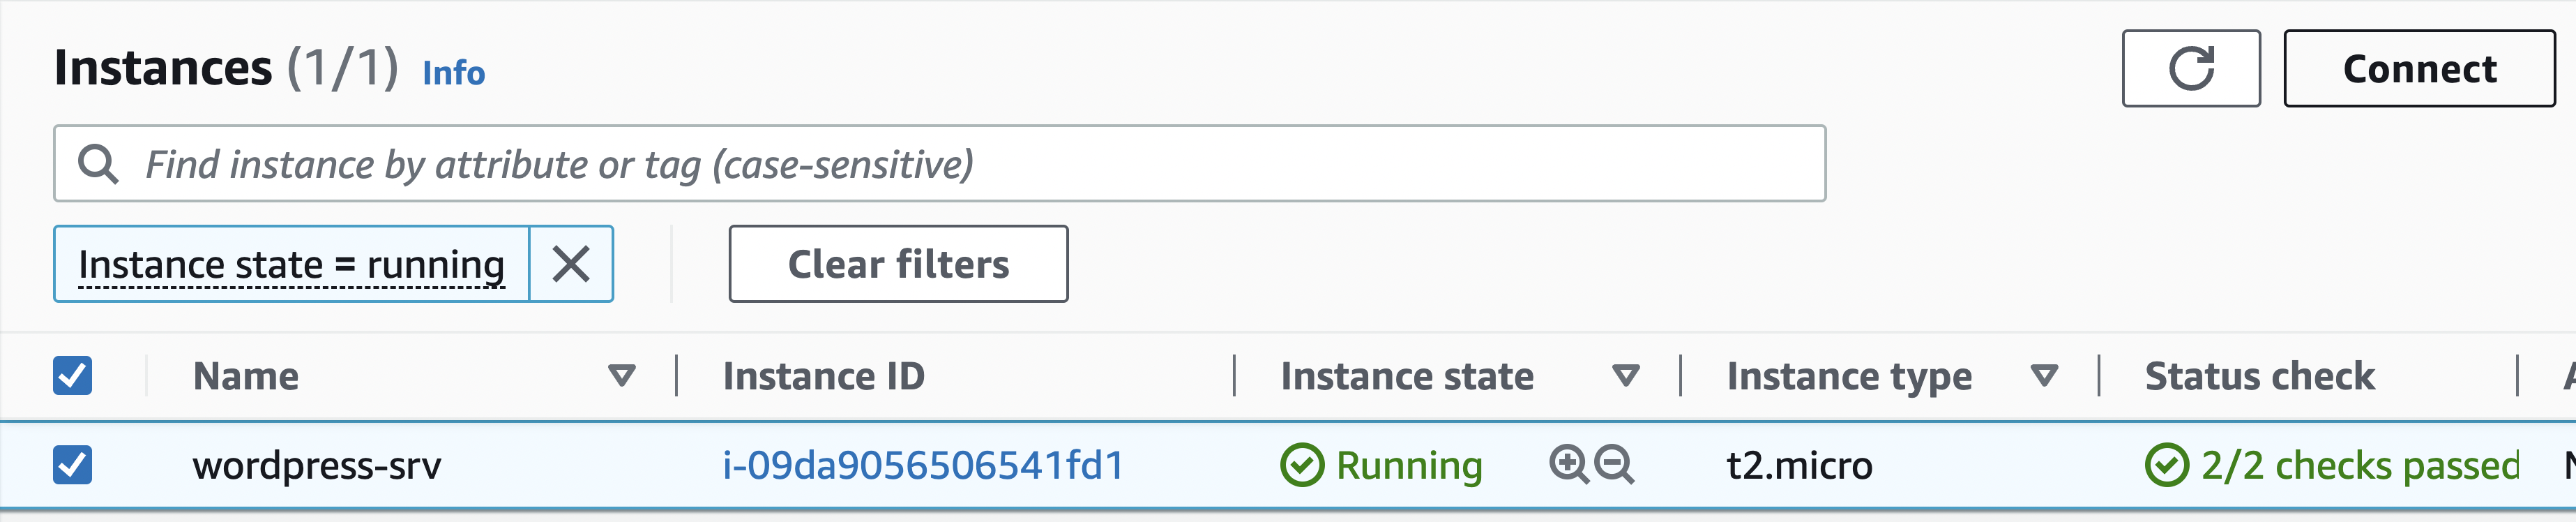 Instances (1/1) Info
Connect
Find instance by attribute or tag (case-sensitive)
Instance state = running
Clear filters
Name Instance ID Instance state Instance type Status check
wordpress-srv i-09da9056506541fd1 Running t2.micro 2/2 checks passed